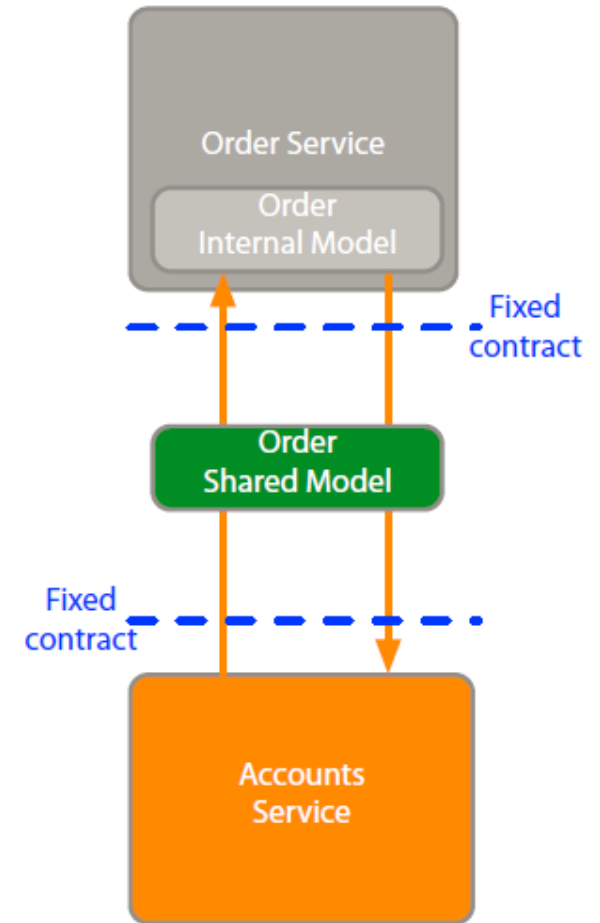 Order Service
Order
Internal Model
Fixed
contract
Order
Shared Model
Fixed
contract
Accounts
Service